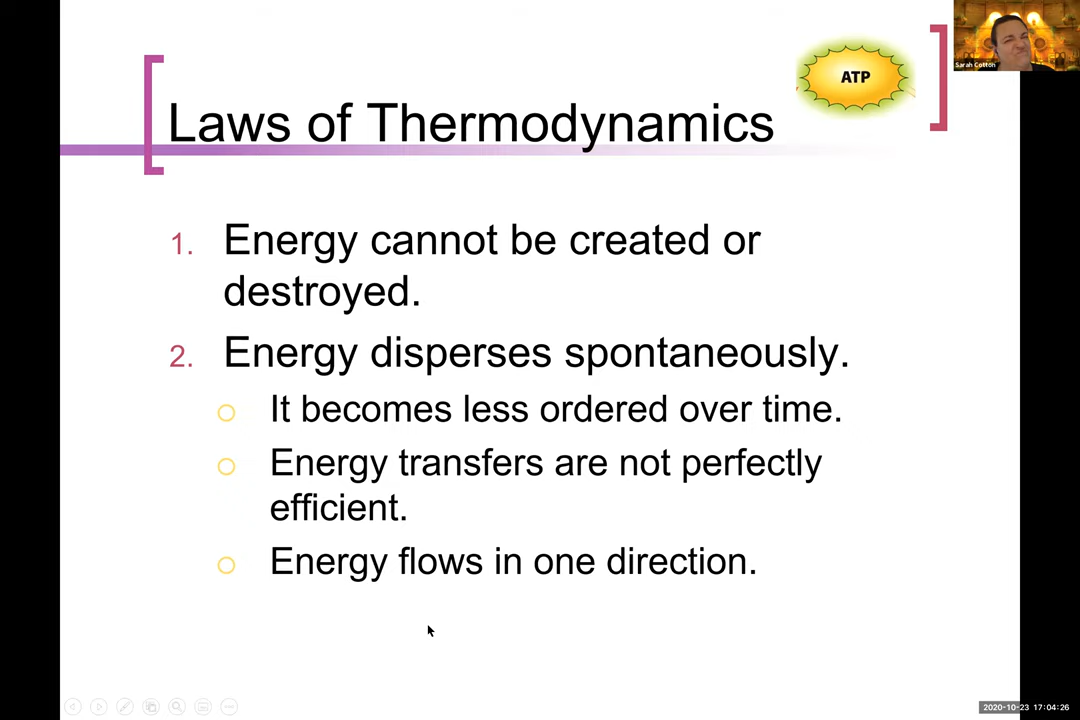 ATP
Sarah Cotton
Laws of Thermodynamics
1. Energy cannot be created or
destroyed.
2. Energy disperses spontaneously.
It becomes less ordered over time.
Energy transfers are not perfectly
efficient.
Energy flows in one direction.
2020-10-23 17:04:26